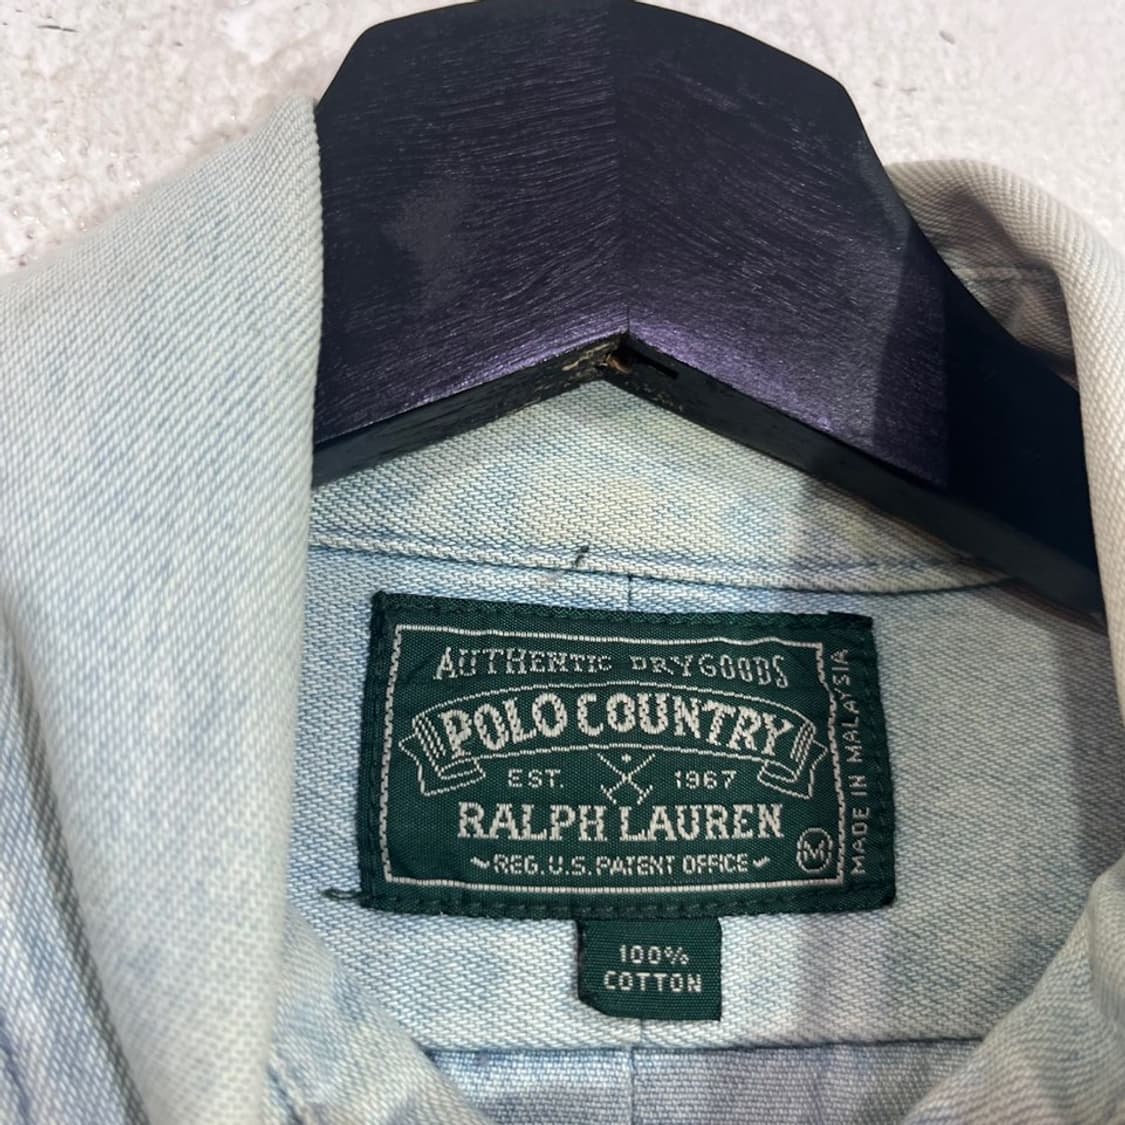 AUTHENTIC DRYGOODS
POLO COUNTRY
EST. 1967
RALPH LAUREN
REG. U.S. PATENT OFFICE
M
MADE IN MALAYSIA
100%
COTTON